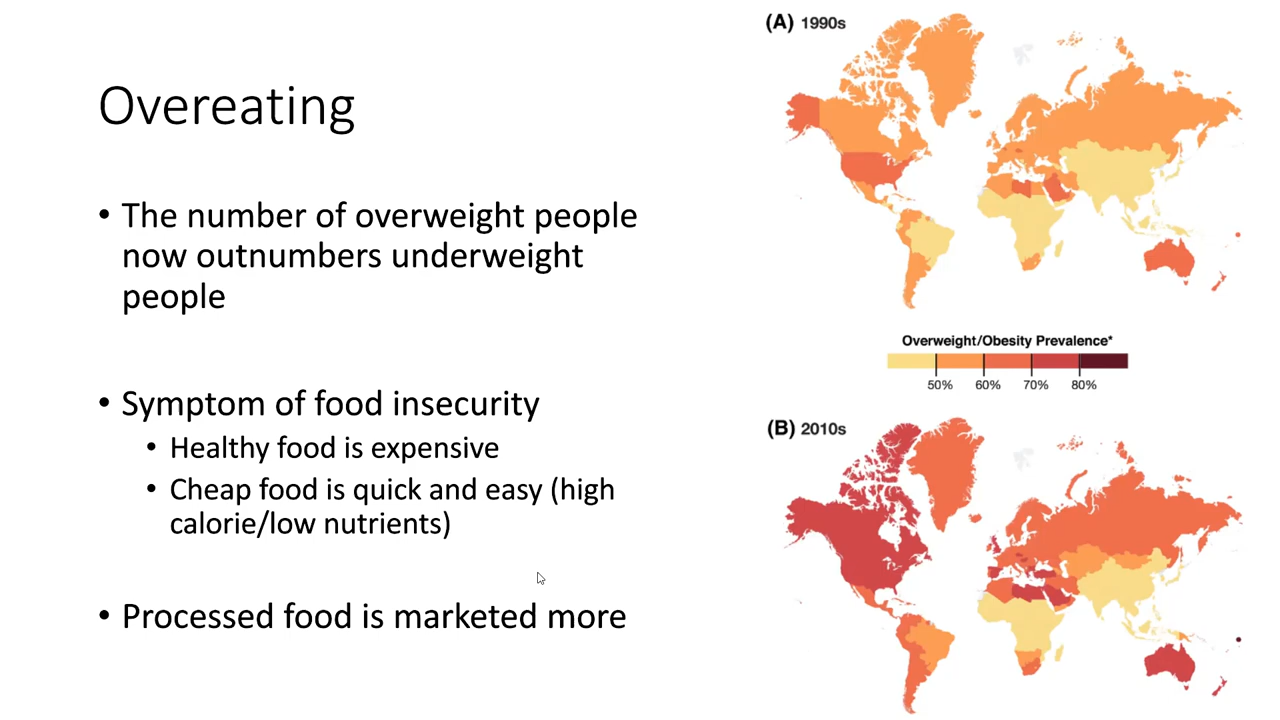 Overeating
• The number of overweight people
now outnumbers underweight
people
• Symptom of food insecurity
• Healthy food is expensive
• Cheap food is quick and easy (high
calorie/low nutrients)
• Processed food is marketed more
(A) 1990s
Overweight/Obesity Prevalence*
50% 60% 70% 80%
(B) 2010s